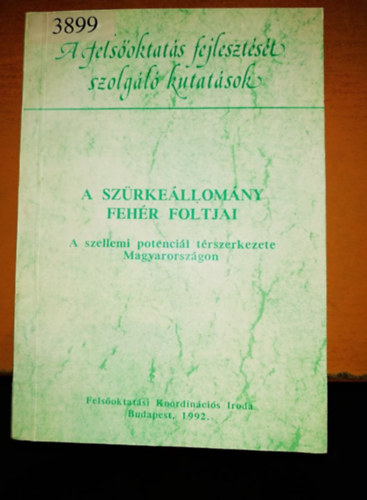 3899
A felsőoktatás fejlesztését
szolgáló kutatások
A SZÜRKEÁLLOMÁNY
FEHÉR FOLTJAI
A szellemi potenciál térszerkezete
Magyarországon
Felsőoktatási Koordinációs Iroda
Budapest, 1992.